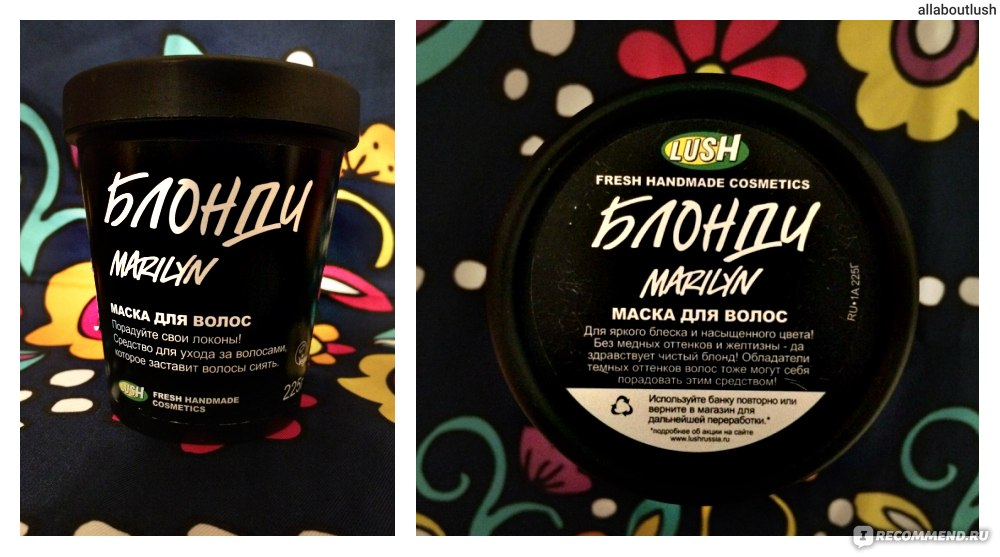 allaboutlush
БЛОНДИ
MARILYN
МАСКА ДЛЯ ВОЛОС
Порадуйте свои локоны!
Средство для ухода за волосами,
которое заставит волосы сиять.
225
LUSH
FRESH HANDMADE
COSMETICS
LUSH
FRESH HANDMADE COSMETICS
БЛОНДИ
MARILYN
МАСКА ДЛЯ ВОЛОС
Для яркого блеска и насыщенного цвета!
Без медных оттенков и желтизны - да
здравствует чистый блонд! Обладатели
темных оттенков волос тоже могут себя
порадовать этим средством!
RU•1A 225Г
Используйте банку повторно или
верните в магазин для
дальнейшей переработки.*
*подробнее об акции на сайте
www.lushrussia.ru
IRECOMMEND.RU